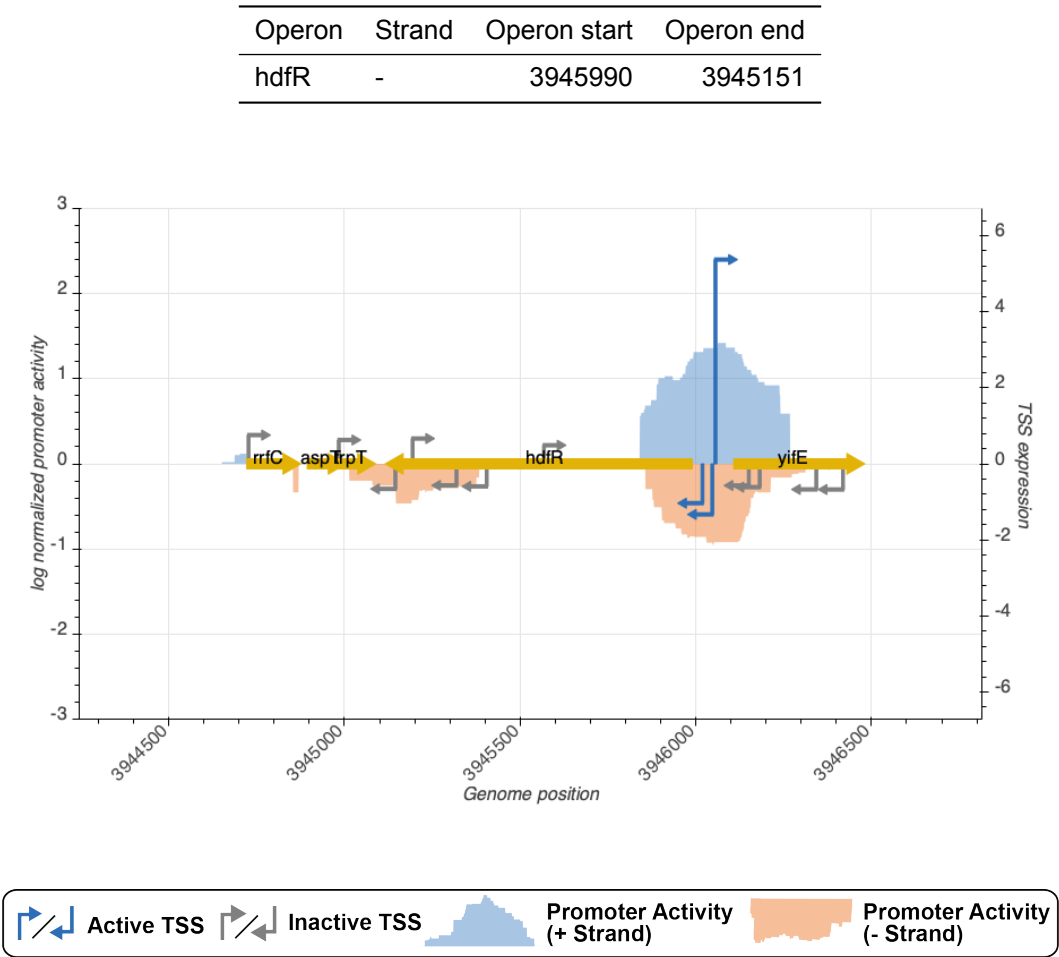 Operon Strand Operon start Operon end
hdfR - 3945990 3945151
3
2
1
0
-1
-2
-3
log normalized promoter activity
6
4
2
0
-2
-4
-6
TSS expression
rrfC aspT trpT hdfR yifE
3944500 3945000 3945500 3946000 3946500
Genome position
Active TSS Inactive TSS Promoter Activity (+ Strand) Promoter Activity (- Strand)